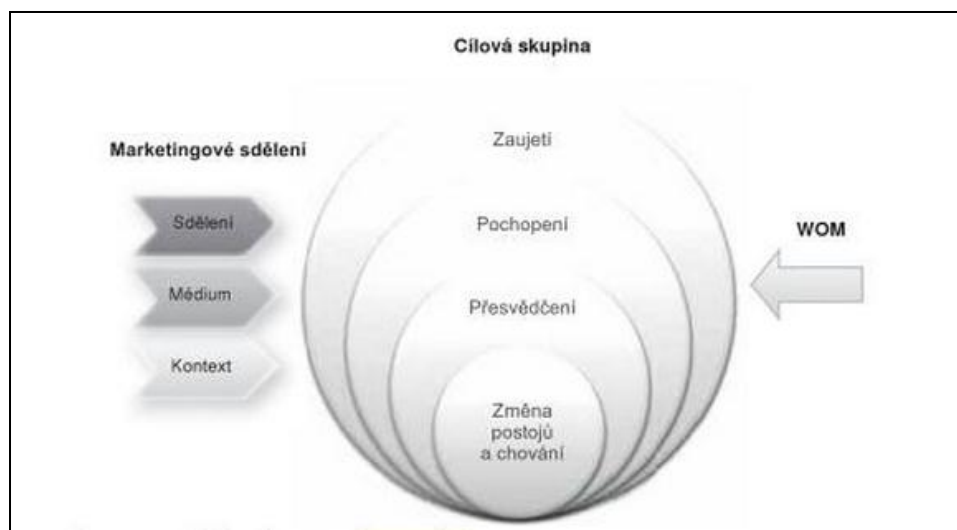 Cílová skupina
Marketingové sdělení
Sdělení
Médium
Kontext
Zaujetí
Pochopení
Přesvědčení
Změna
postojů
a chování
WOM